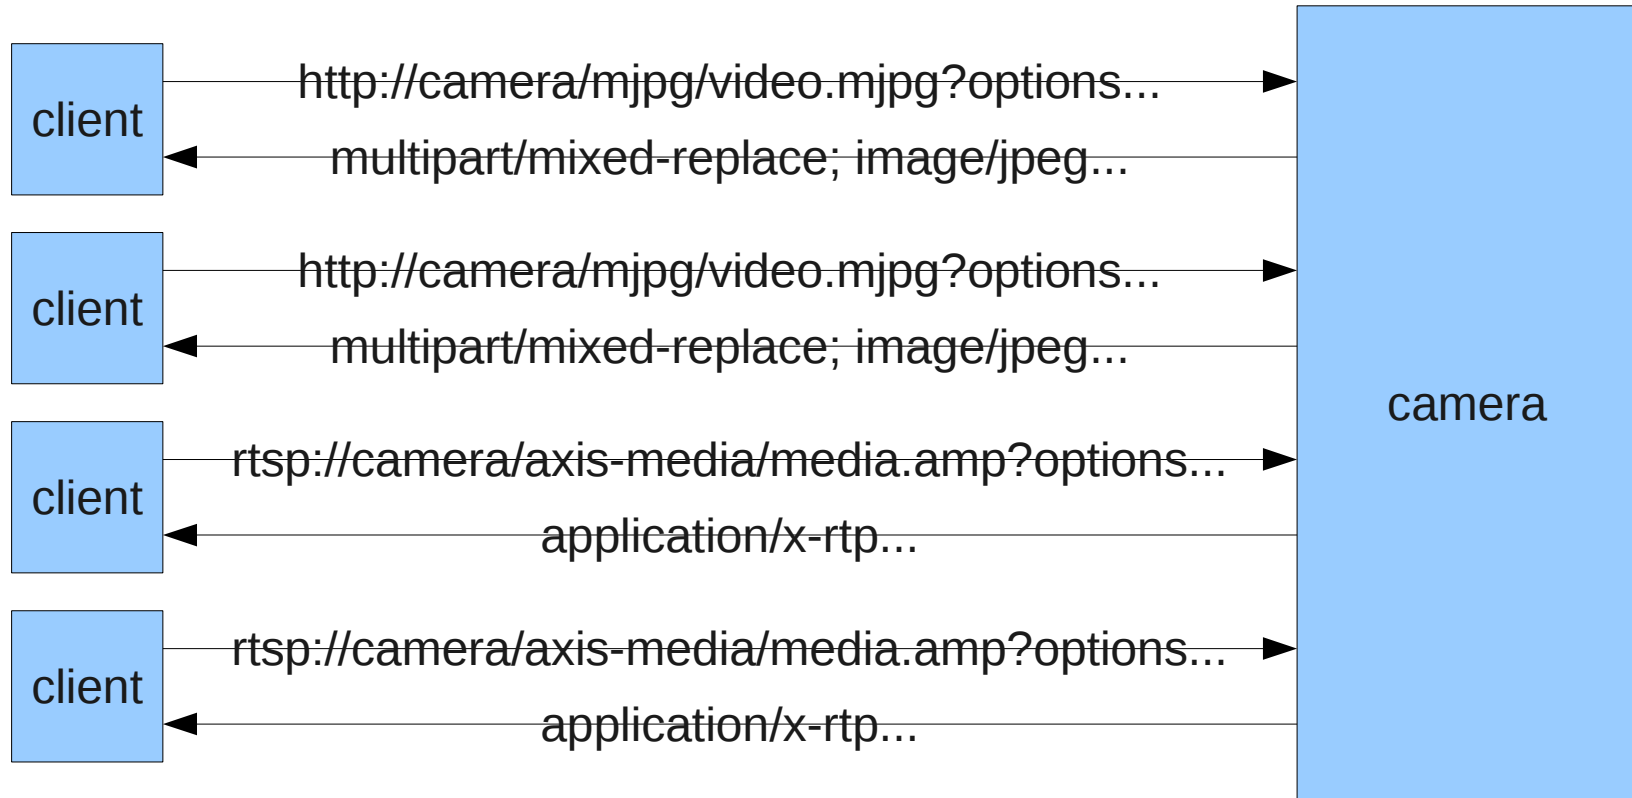 client
http://camera/mjpg/video.mjpg?options...
multipart/mixed-replace; image/jpeg...
client
http://camera/mjpg/video.mjpg?options...
multipart/mixed-replace; image/jpeg...
camera
client
rtsp://camera/axis-media/media.amp?options...
application/x-rtp...
client
rtsp://camera/axis-media/media.amp?options...
application/x-rtp...